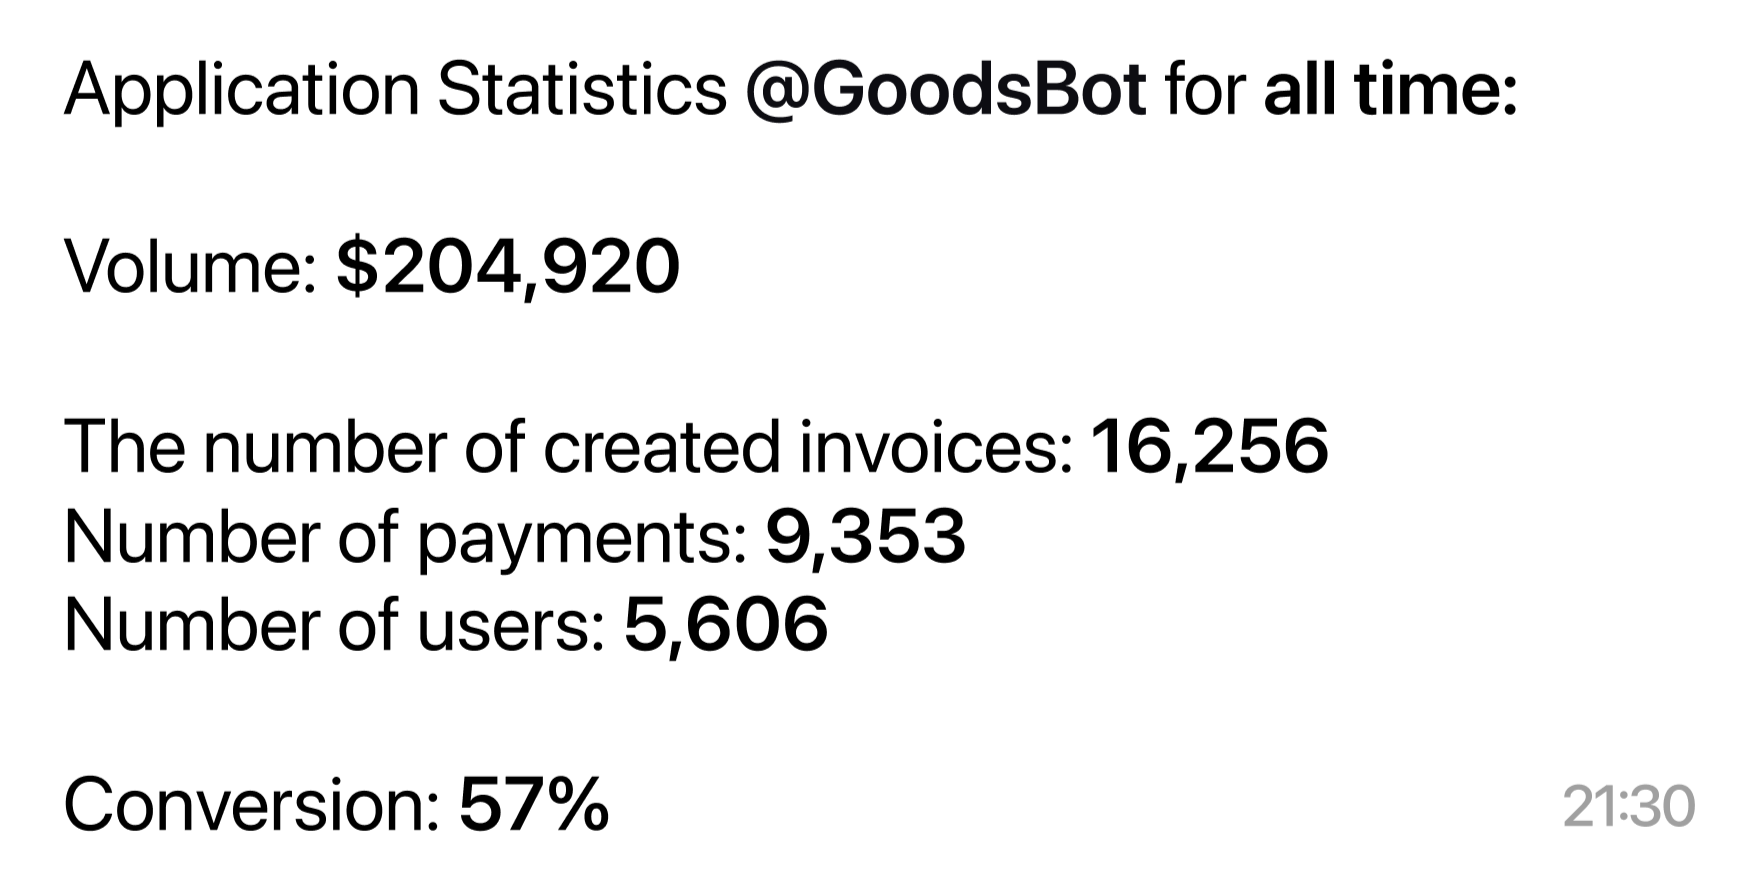 Application Statistics @GoodsBot for all time:
Volume: $204,920
The number of created invoices: 16,256
Number of payments: 9,353
Number of users: 5,606
Conversion: 57%
21:30